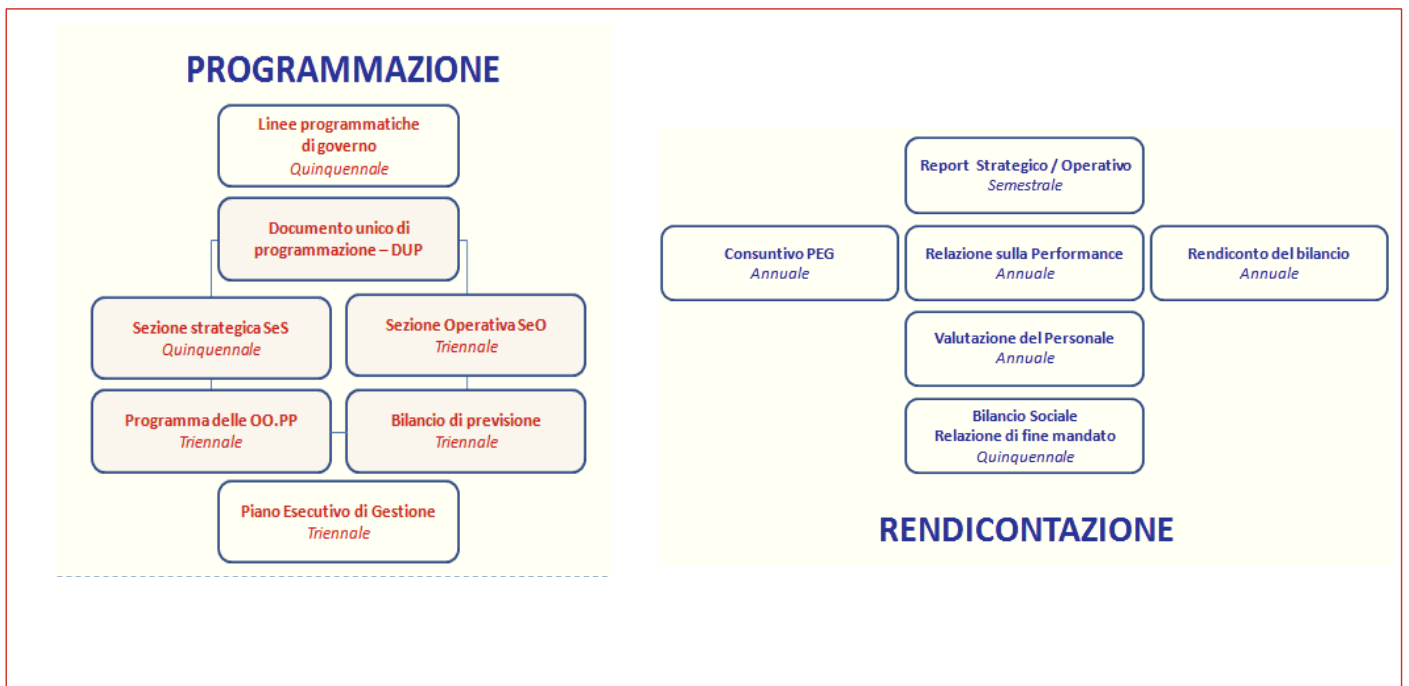 PROGRAMMAZIONE
Linee programmatiche
di governo
Quinquennale
Documento unico di
programmazione – DUP
Sezione strategica SeS
Quinquennale
Sezione Operativa SeO
Triennale
Programma delle OO.PP
Triennale
Bilancio di previsione
Triennale
Piano Esecutivo di Gestione
Triennale
Report Strategico / Operativo
Semestrale
Consuntivo PEG
Annuale
Relazione sulla Performance
Annuale
Rendiconto del bilancio
Annuale
Valutazione del Personale
Annuale
Bilancio Sociale
Relazione di fine mandato
Quinquennale
RENDICONTAZIONE